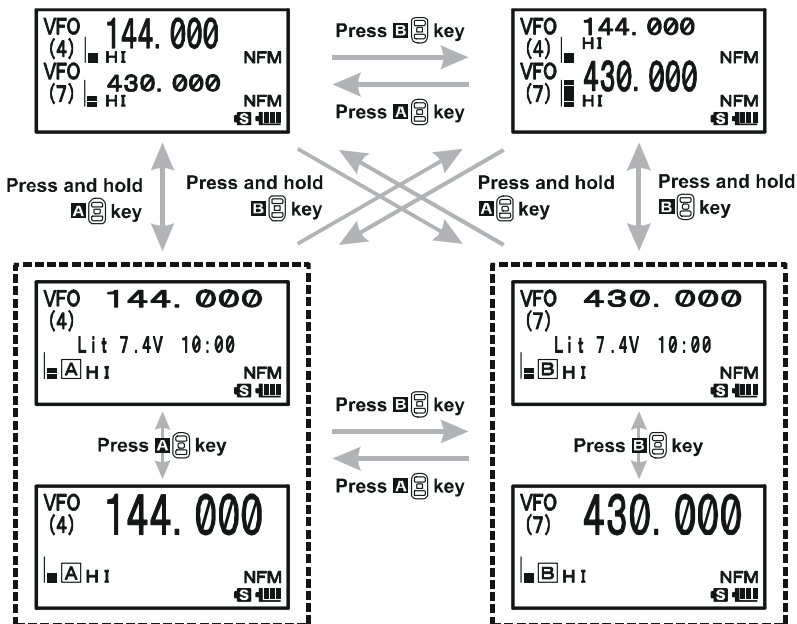 VFO 144. 000
(4) HI NFM
VFO 430. 000
(7) HI NFM
S
Press B key
Press A key
VFO 144. 000
(4) HI NFM
VFO 430. 000
(7) HI NFM
S
Press and hold
A key
Press and hold
B key
Press and hold
A key
Press and hold
B key
VFO 144. 000
(4)
Lit 7.4V 10:00
A HI NFM
S
Press A key
VFO 144. 000
(4)
A HI NFM
S
Press B key
Press A key
VFO 430. 000
(7)
Lit 7.4V 10:00
B HI NFM
S
Press B key
VFO 430. 000
(7)
B HI NFM
S